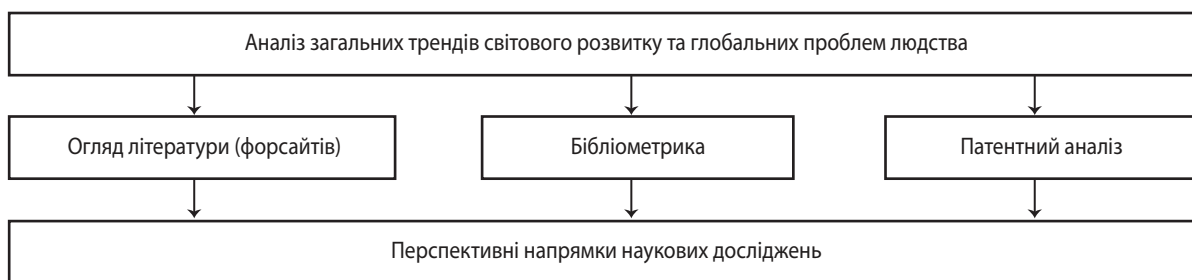 Аналіз загальних трендів світового розвитку та глобальних проблем людства
Огляд літератури (форсайтів)
Бібліометрика
Патентний аналіз
Перспективні напрямки наукових досліджень